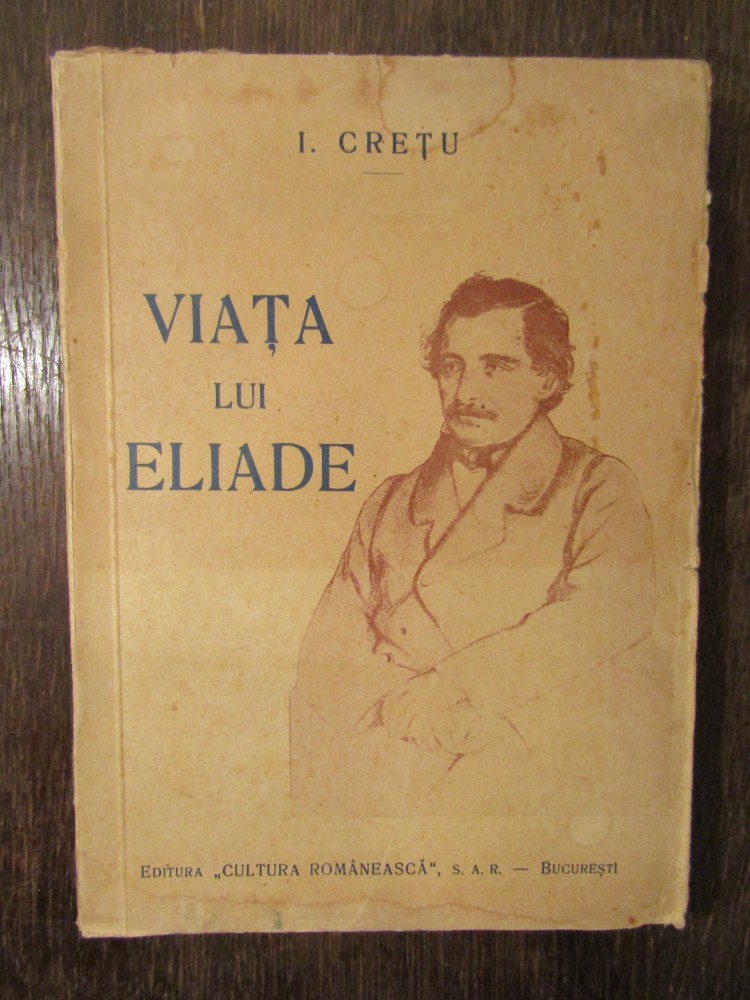 I. CREȚU
VIAȚA
LUI
ELIADE
EDITURA „CULTURA ROMÂNEASCĂ“, S. A. R. — BUCUREȘTI